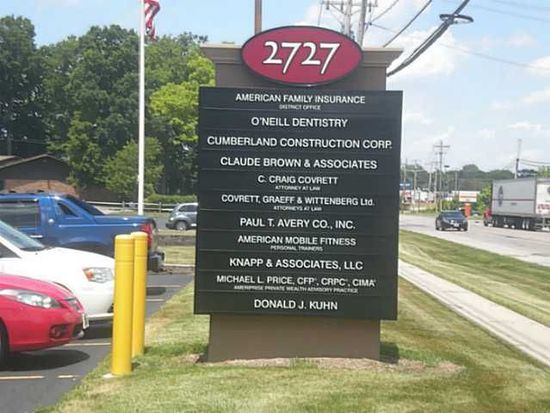 2727
AMERICAN FAMILY INSURANCE
DISTRICT OFFICE
O'NEILL DENTISTRY
CUMBERLAND CONSTRUCTION CORP.
CLAUDE BROWN & ASSOCIATES
C. CRAIG COVRETT
ATTORNEY AT LAW
COVRETT, GRAEFF & WITTENBERG Ltd.
ATTORNEYS AT LAW
PAUL T. AVERY CO., INC.
AMERICAN MOBILE FITNESS
PERSONAL TRAINERS
KNAPP & ASSOCIATES, LLC
MICHAEL L. PRICE, CFP®, CRPC®, CIMA®
AMERIPRISE PRIVATE WEALTH ADVISORY PRACTICE
DONALD J. KUHN